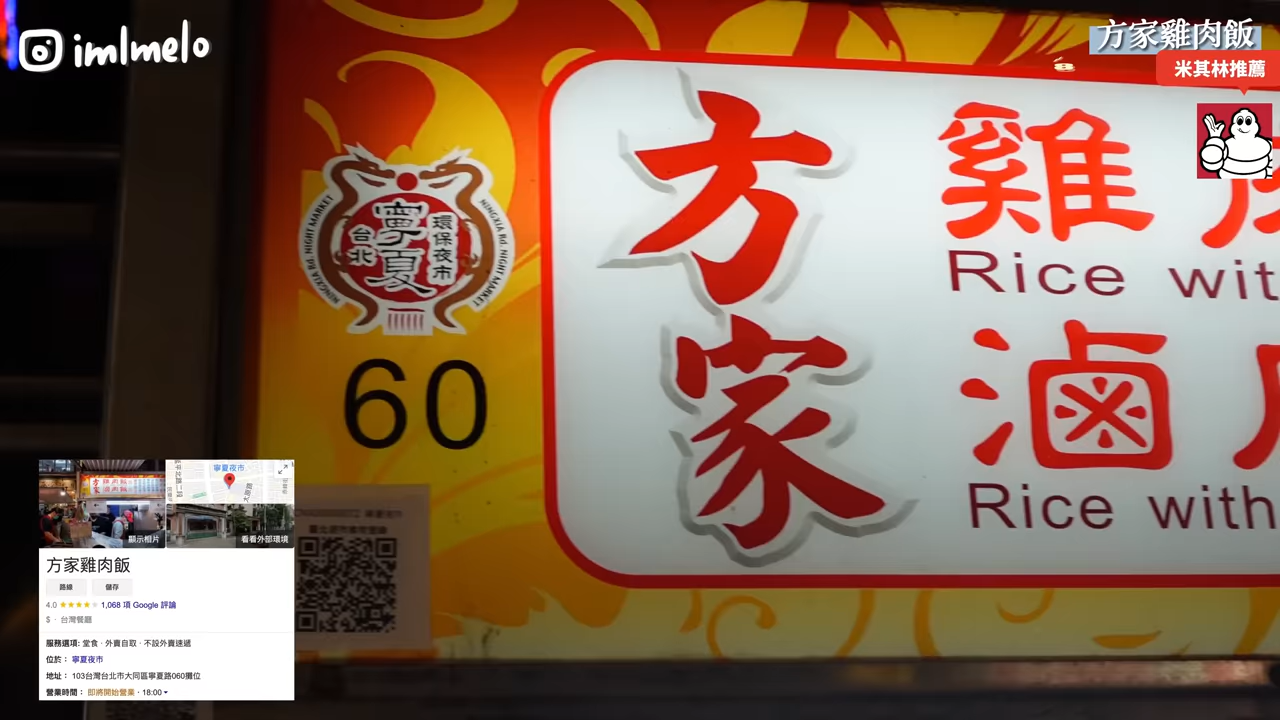 imlmelo
方家雞肉飯
米其林推薦
NINGXIA Rd. NIGHT MARKET
NINGXIA Rd. NIGHT MARKET
台北
寧夏
環保夜市
60
方家
雞
Rice wit
滷
Rice with
寧夏夜市
顯示相片
看看外部環境
方家雞肉飯
路線
儲存
4.0 1,068 項 Google 評論
$ · 台灣餐廳
服務選項: 堂食 · 外賣自取 · 不設外賣速遞
位於： 寧夏夜市
地址： 103台灣台北市大同區寧夏路060攤位
營業時間： 即將開始營業 · 18:00